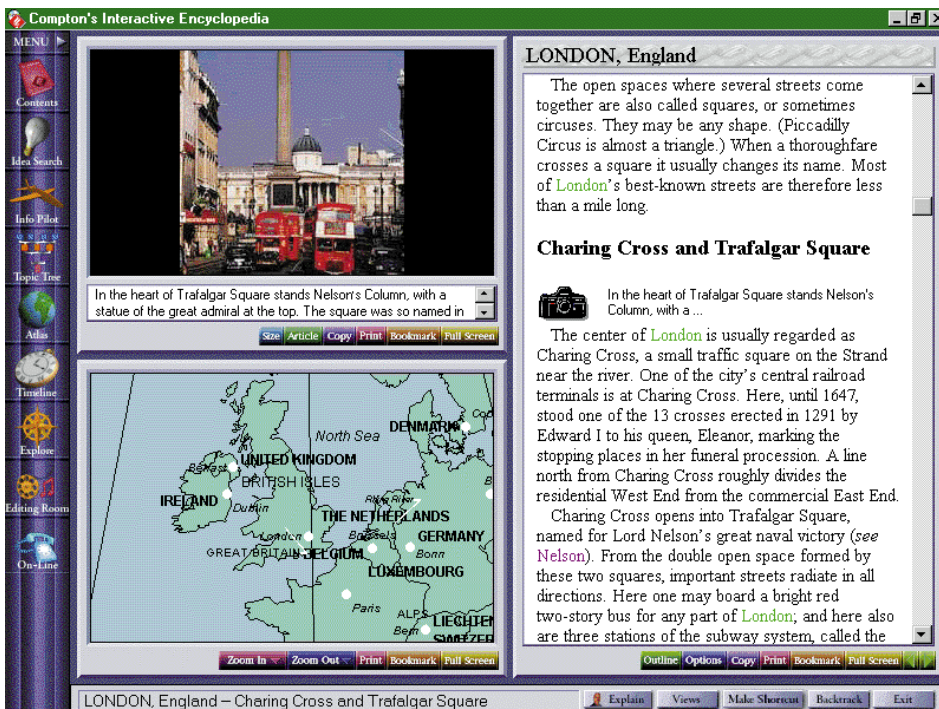 Compton's Interactive Encyclopedia
MENU
Contents
Idea Search
Info Pilot
Topic Tree
Atlas
Timeline
Explore
Editing Room
On-Line
In the heart of Trafalgar Square stands Nelson's Column, with a
statue of the great admiral at the top. The square was so named in
Size Article Copy Print Bookmark Full Screen
North Sea
DENMARK
Belfast
UNITED KINGDOM
BRITISH ISLES
IRELAND
Dublin
THE NETHERLANDS
London
Brussels
GERMANY
GREAT BRITAIN
BELGIUM
Bonn
LUXEMBOURG
Paris
ALPS
Bern
Zoom In Zoom Out Print Bookmark Full Screen
LONDON, England
The open spaces where several streets come
together are also called squares, or sometimes
circuses. They may be any shape. (Piccadilly
Circus is almost a triangle.) When a thoroughfare
crosses a square it usually changes its name. Most
of London's best-known streets are therefore less
than a mile long.
Charing Cross and Trafalgar Square
In the heart of Trafalgar Square stands Nelson's
Column, with a ...
The center of London is usually regarded as
Charing Cross, a small traffic square on the Strand
near the river. One of the city's central railroad
terminals is at Charing Cross. Here, until 1647,
stood one of the 13 crosses erected in 1291 by
Edward I to his queen, Eleanor, marking the
stopping places in her funeral procession. A line
north from Charing Cross roughly divides the
residential West End from the commercial East End.
Charing Cross opens into Trafalgar Square,
named for Lord Nelson's great naval victory (see
Nelson). From the double open space formed by
these two squares, important streets radiate in all
directions. Here one may board a bright red
two-story bus for any part of London; and here also
are three stations of the subway system, called the
Outline Options Copy Print Bookmark Full Screen
LONDON, England – Charing Cross and Trafalgar Square
Explain Views Make Shortcut Backtrack Exit